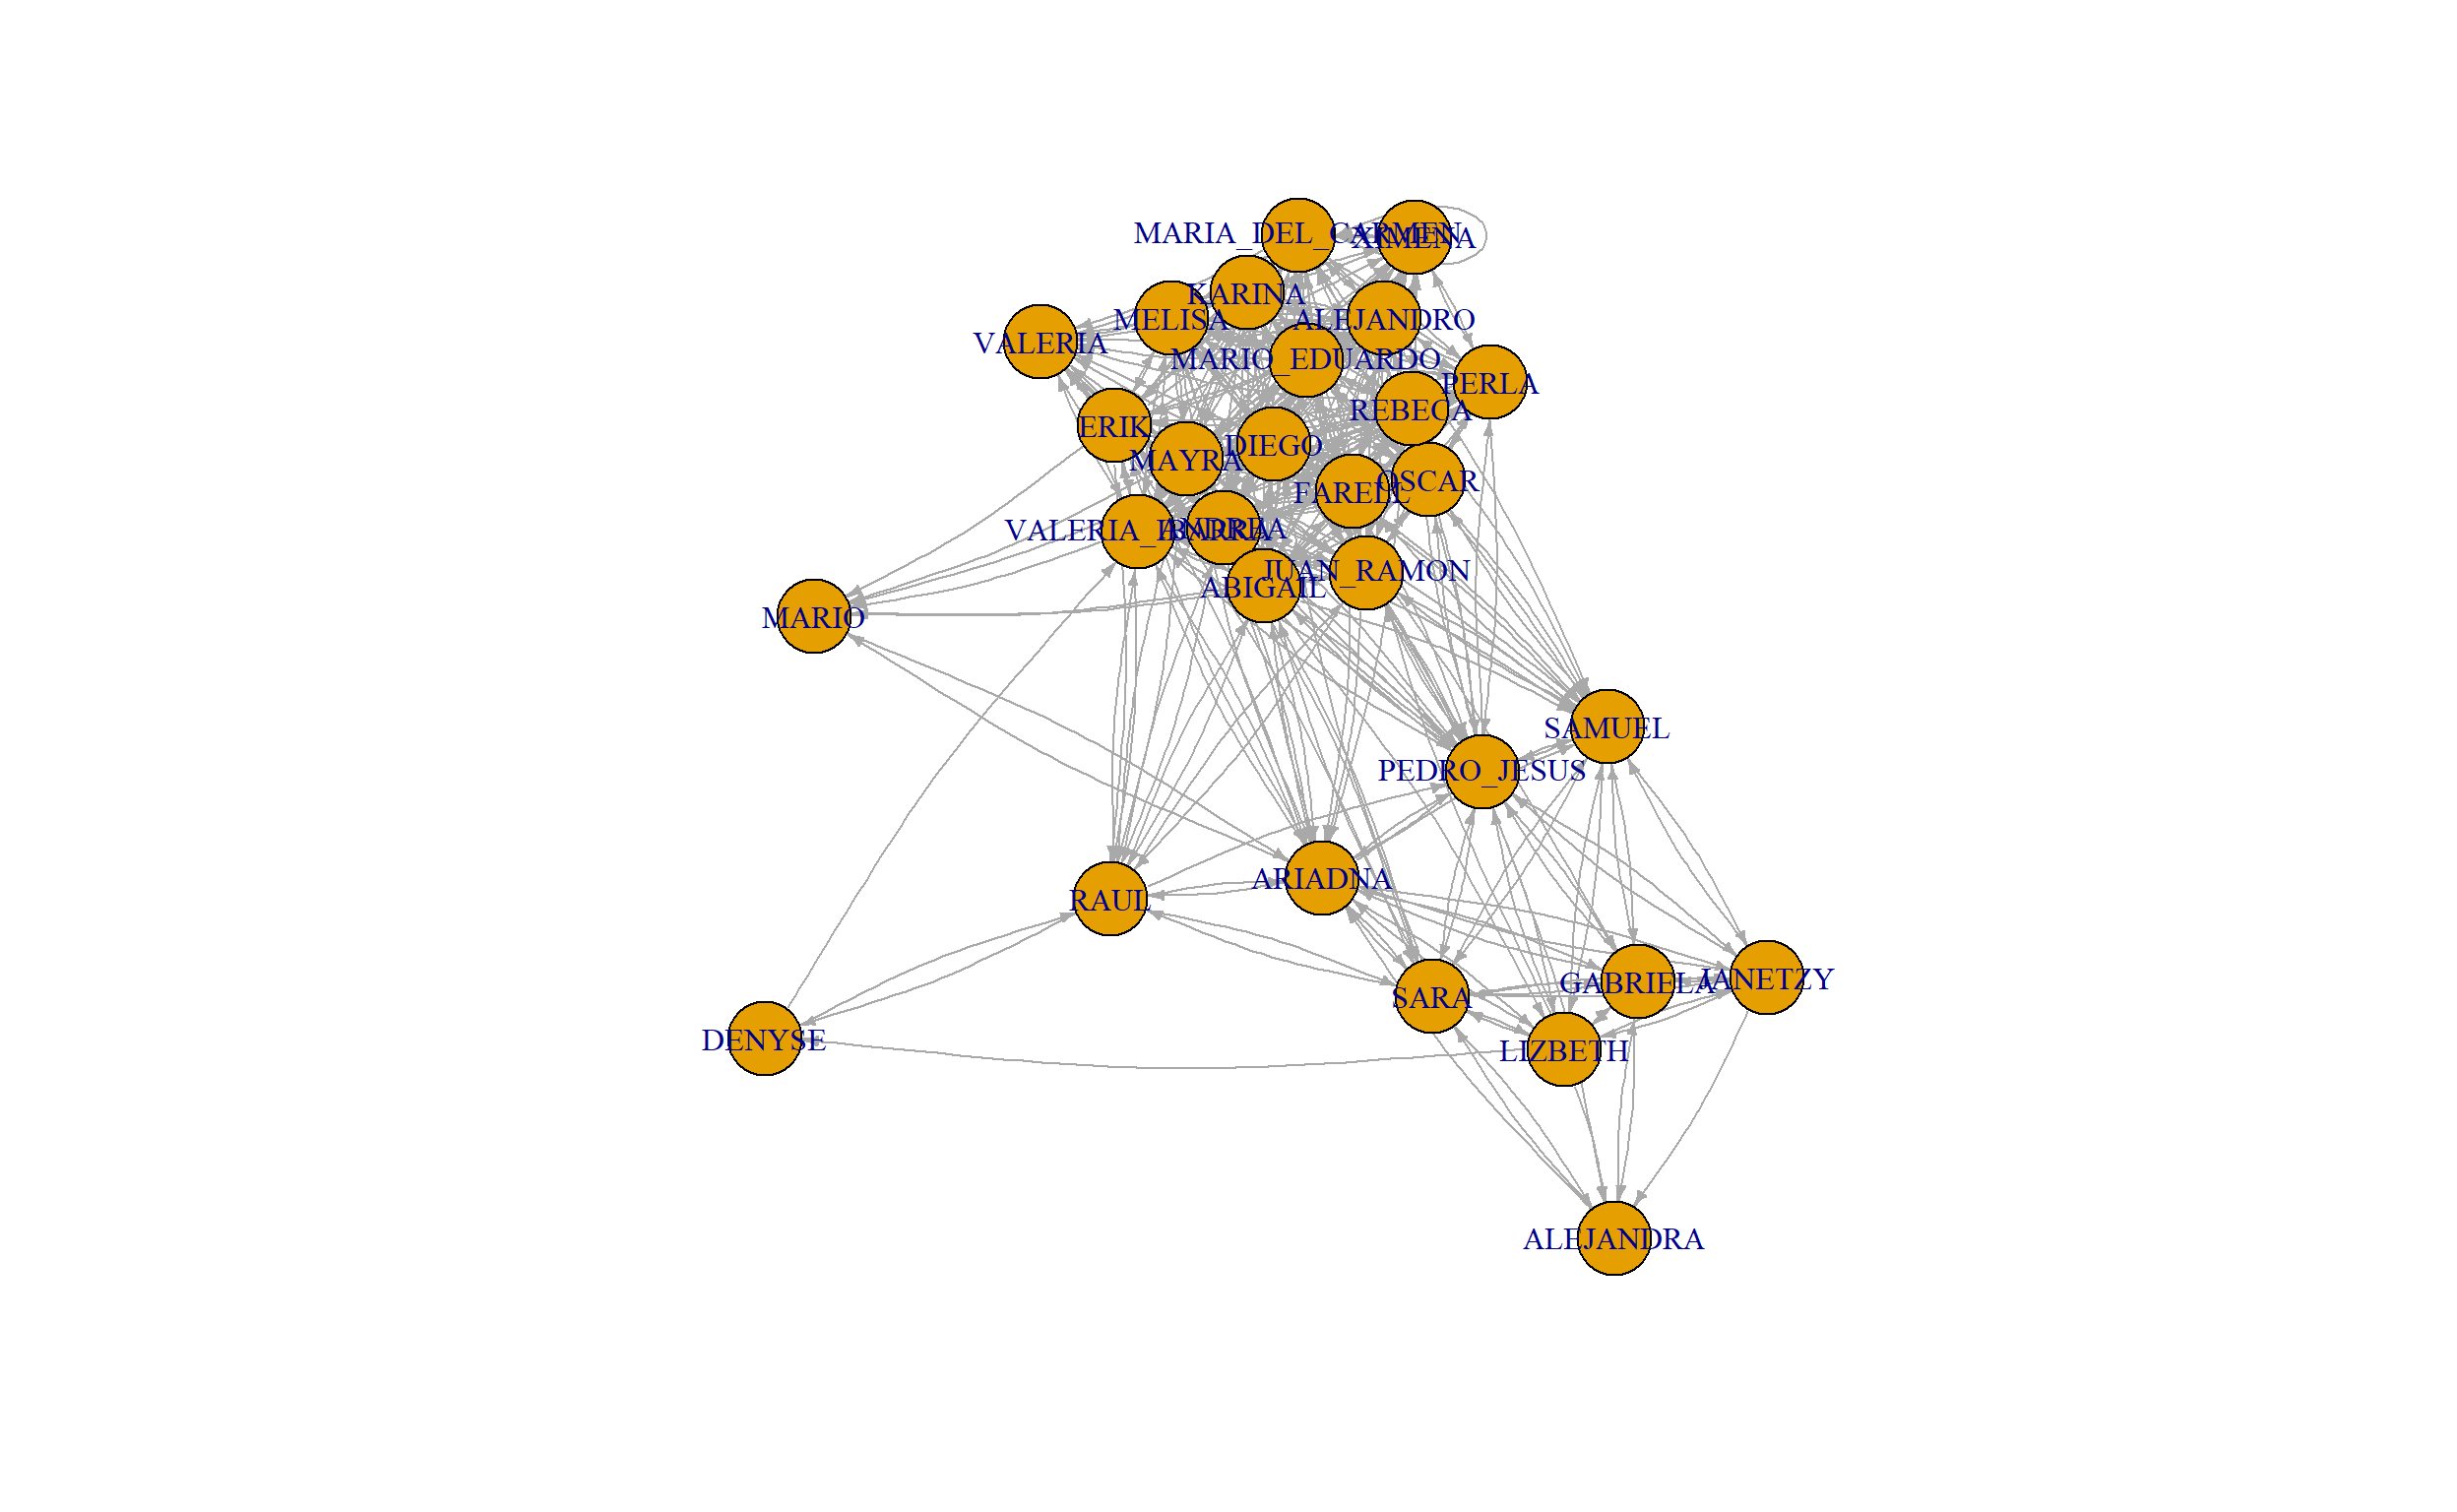 MARIA_DEL_CARMEN
XIMENA
KARINA
MELISA
ALEJANDRO
VALERIA
MARIO_EDUARDO
PERLA
REBECA
ERIK
DIEGO
MAYRA
OSCAR
FARELL
VALERIA_IBARRA
ANDREA
JUAN_RAMON
ABIGAIL
MARIO
SAMUEL
PEDRO_JESUS
ARIADNA
RAUL
JANETZY
GABRIELA
SARA
DENYSE
LIZBETH
ALEJANDRA